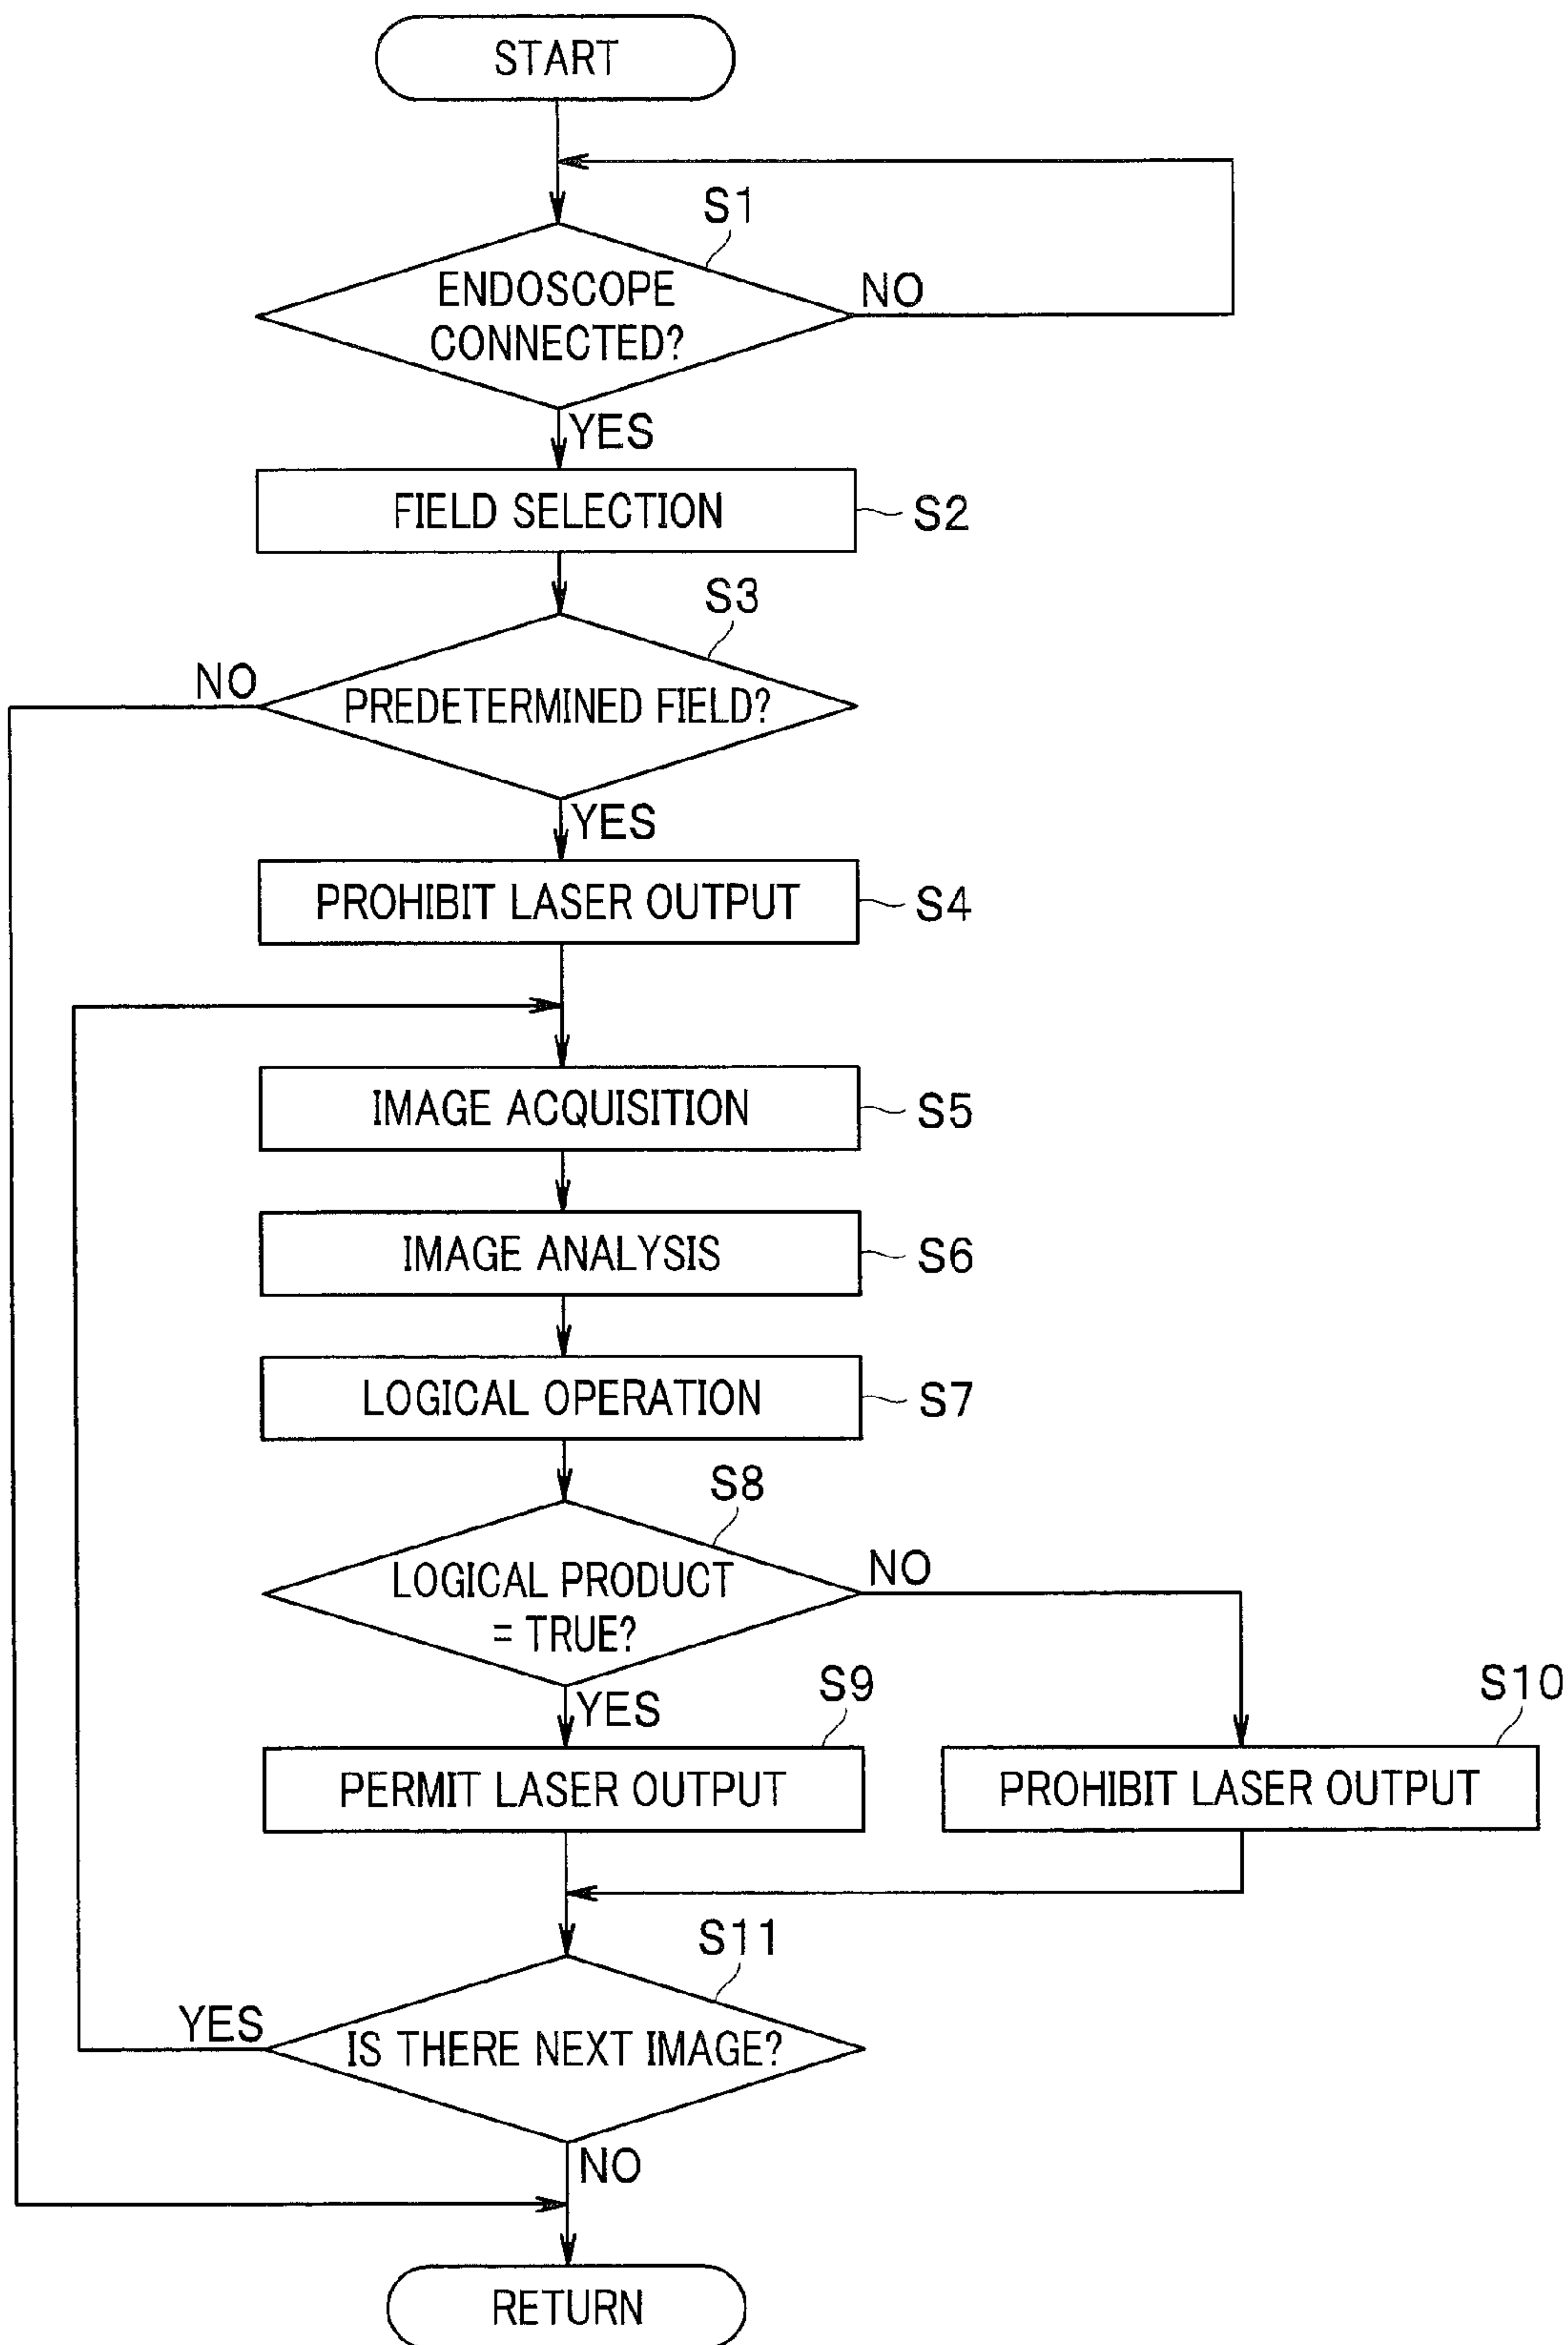 START
S1
ENDOSCOPE
CONNECTED?
NO
YES
FIELD SELECTION
S2
S3
NO
PREDETERMINED FIELD?
YES
PROHIBIT LASER OUTPUT
S4
IMAGE ACQUISITION
S5
IMAGE ANALYSIS
S6
LOGICAL OPERATION
S7
S8
LOGICAL PRODUCT
= TRUE?
NO
YES
S9
S10
PERMIT LASER OUTPUT
PROHIBIT LASER OUTPUT
S11
YES
IS THERE NEXT IMAGE?
NO
RETURN